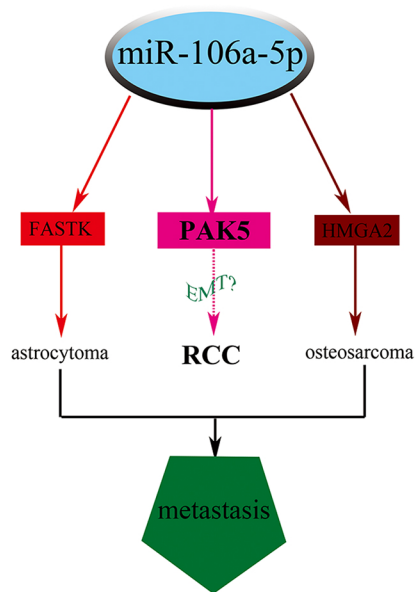 miR-106a-5p
FASTK
PAK5
HMGA2
EMT?
astrocytoma
RCC
osteosarcoma
metastasis